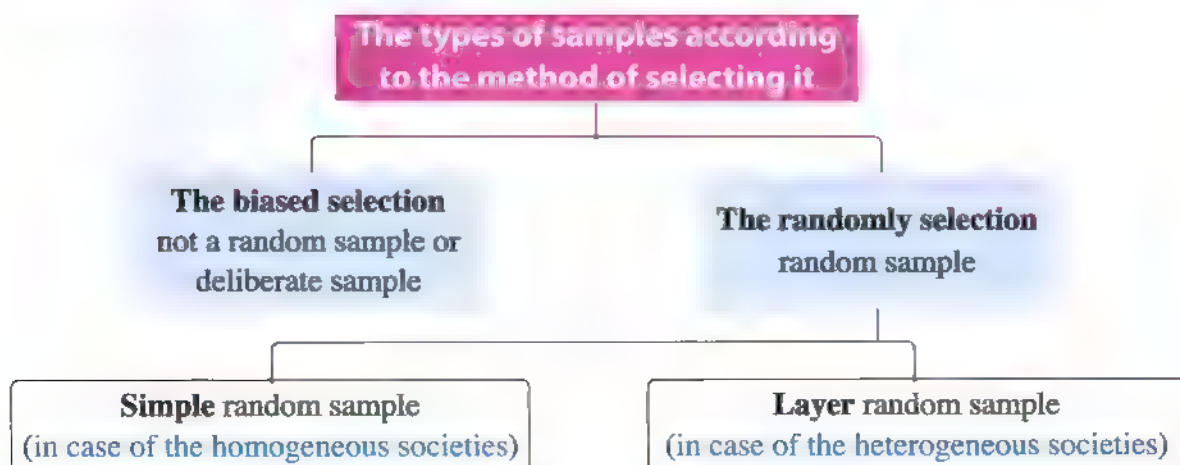 The types of samples according
to the method of selecting it
The biased selection
not a random sample or
deliberate sample
The randomly selection
random sample
Simple random sample
(in case of the homogeneous societies)
Layer random sample
(in case of the heterogeneous societies)